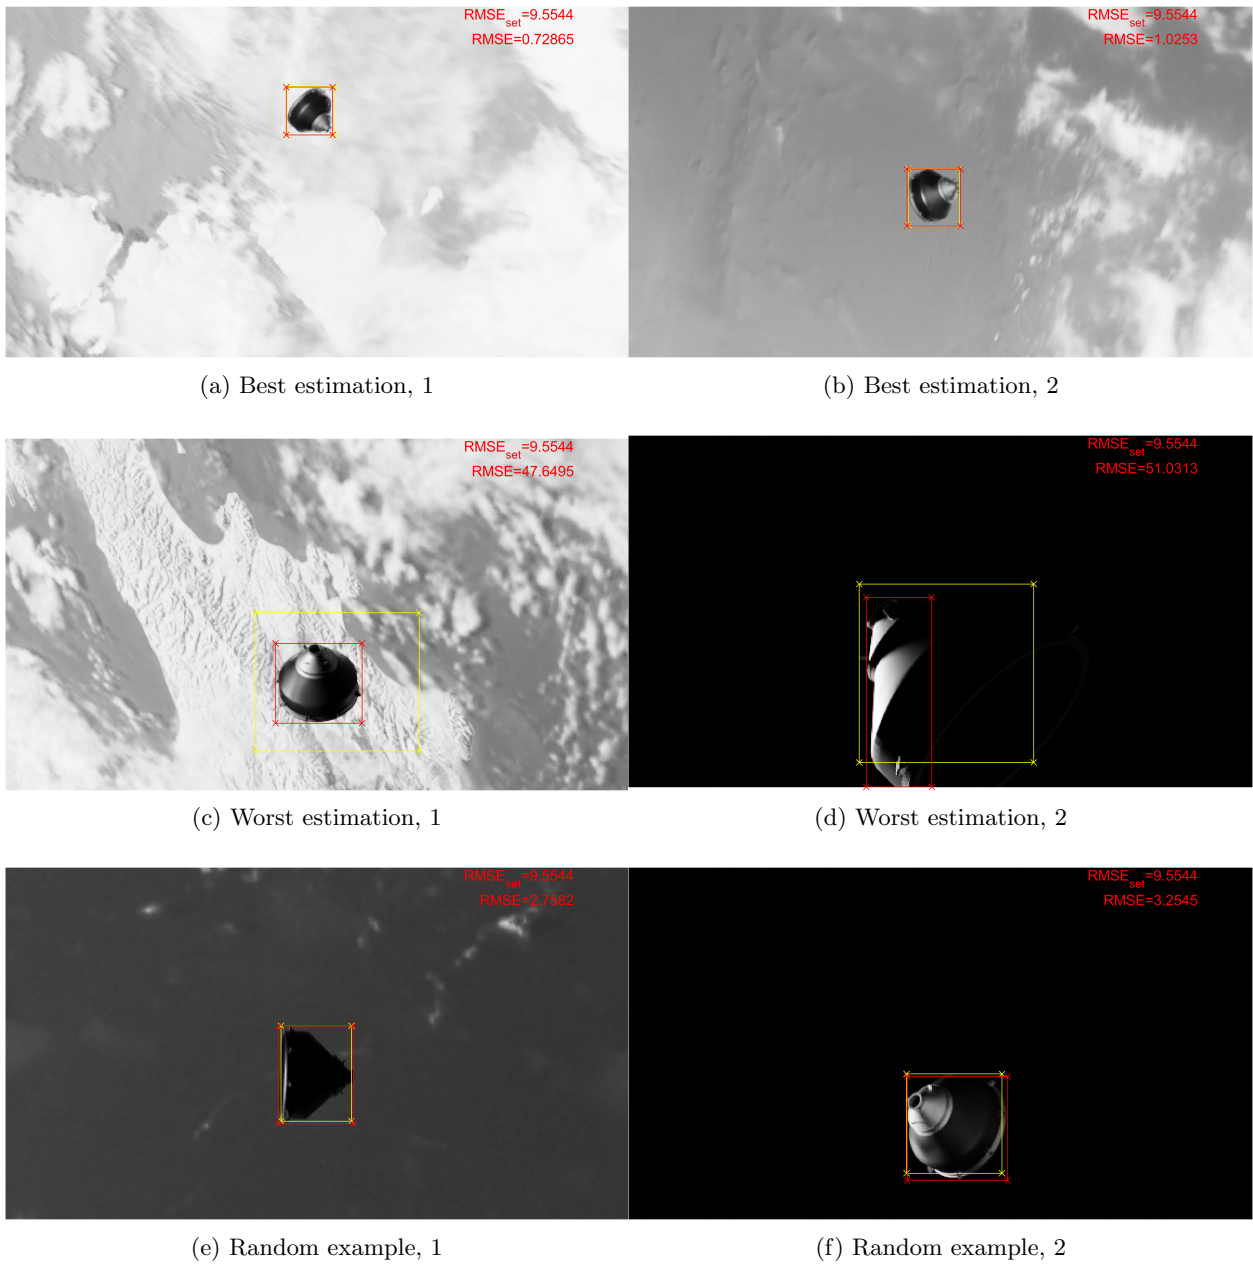 RMSEset=9.5544
RMSE=0.72865
RMSEset=9.5544
RMSE=1.0253
(a) Best estimation, 1
(b) Best estimation, 2
RMSEset=9.5544
RMSE=47.6495
RMSEset=9.5544
RMSE=51.0313
(c) Worst estimation, 1
(d) Worst estimation, 2
RMSEset=9.5544
RMSE=2.7582
RMSEset=9.5544
RMSE=3.2545
(e) Random example, 1
(f) Random example, 2